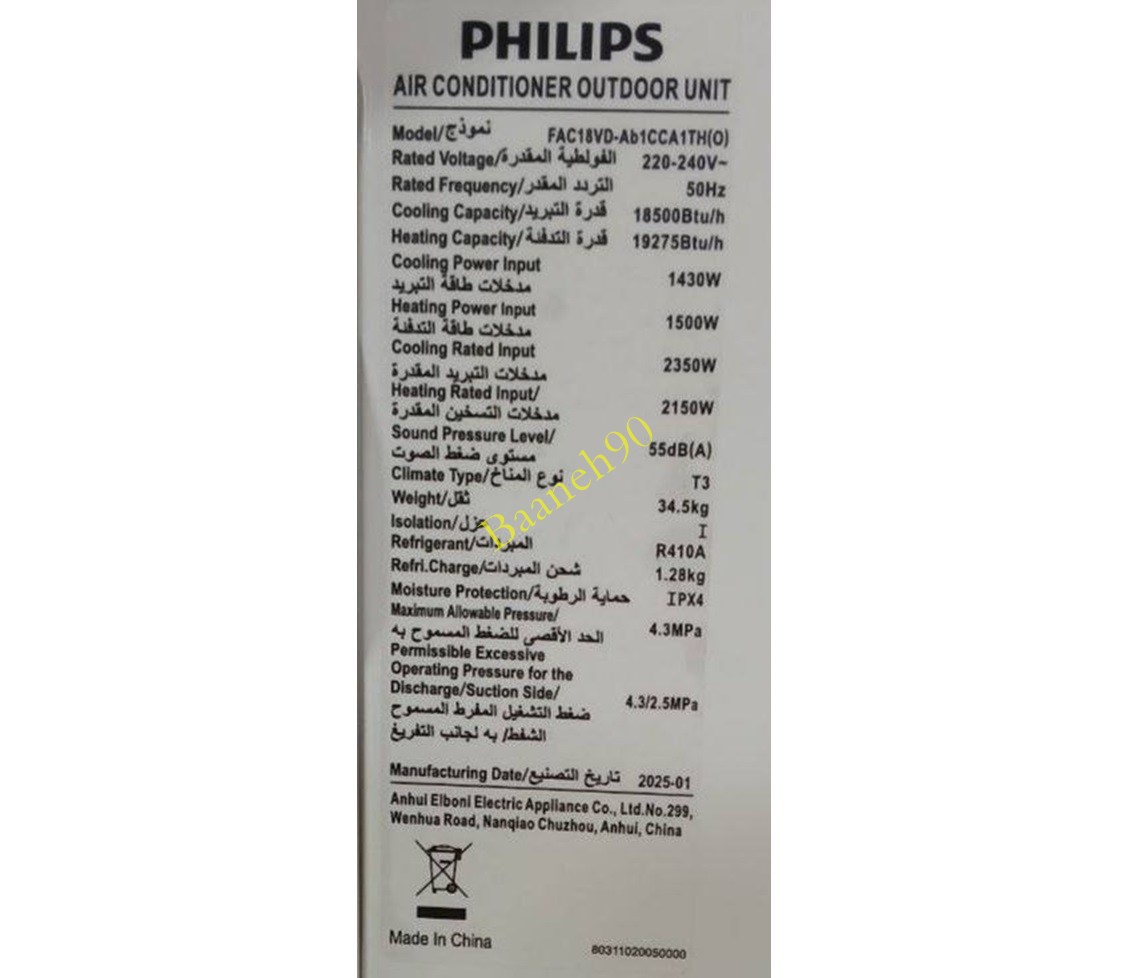 PHILIPS
AIR CONDITIONER OUTDOOR UNIT
Model/نموذج FAC18VD-Ab1CCA1TH(O)
Rated Voltage/الفولطية المقدرة 220-240V~
Rated Frequency/التردد المقدر 50Hz
Cooling Capacity/قدرة التبريد 18500Btu/h
Heating Capacity/قدرة التدفئة 19275Btu/h
Cooling Power Input
مدخلات طاقة التبريد 1430W
Heating Power Input
مدخلات طاقة التدفئة 1500W
Cooling Rated Input
مدخلات التبريد المقدرة 2350W
Heating Rated Input/
مدخلات التسخين المقدرة 2150W
Sound Pressure Level/
مستوى ضغط الصوت 55dB(A)
Climate Type/نوع المناخ T3
Weight/ثقل 34.5kg
Isolation/عزل I
Refrigerant/المبردات R410A
Refri.Charge/شحن المبردات 1.28kg
Moisture Protection/حماية الرطوبة IPX4
Maximum Allowable Pressure/
الحد الأقصى للضغط المسموح به 4.3MPa
Permissible Excessive
Operating Pressure for the
Discharge/Suction Side/ 4.3/2.5MPa
ضغط التشغيل المفرط المسموح
الشفط/ به لجانب التفريغ
Manufacturing Date/تاريخ التصنيع 2025-01
Anhui Elboni Electric Appliance Co., Ltd.No.299,
Wenhua Road, Nanqiao Chuzhou, Anhui, China
Made In China
80311020050000
Baaneh90